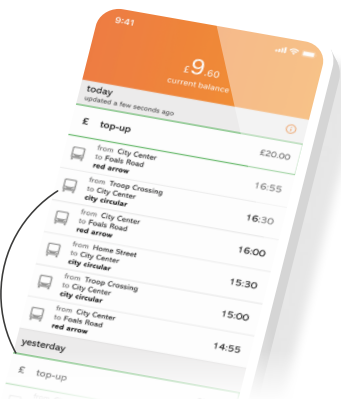 9:41
£9.60
current balance
today
updated a few seconds ago
£ top-up £20.00
from City Center
to Foals Road
red arrow
16:55
from Troop Crossing
to City Center
city circular
16:30
from City Center
to Foals Road
red arrow
16:00
from Home Street
to City Center
city circular
15:30
from Troop Crossing
to City Center
city circular
15:00
from City Center
to Foals Road
red arrow
14:55
yesterday
£ top-up